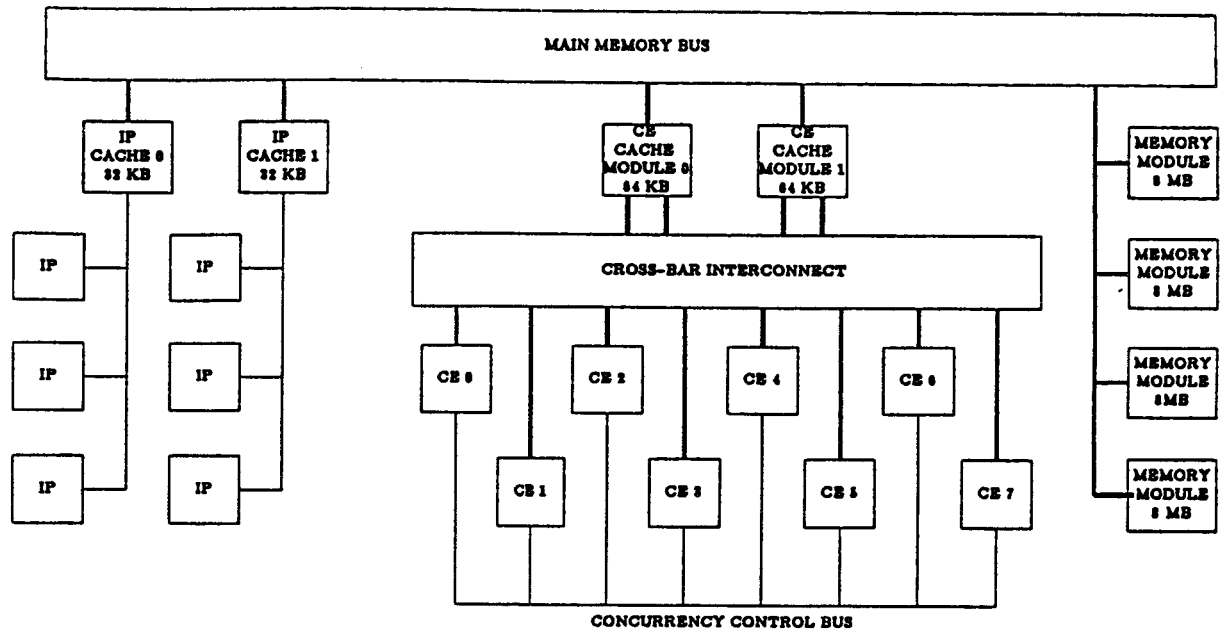 MAIN MEMORY BUS
IP
CACHE 0
32 KB
IP
CACHE 1
32 KB
CE
CACHE
MODULE 0
64 KB
CE
CACHE
MODULE 1
64 KB
MEMORY
MODULE
8 MB
IP
IP
CROSS-BAR INTERCONNECT
MEMORY
MODULE
8 MB
IP
IP
CE 0
CE 2
CE 4
CE 6
MEMORY
MODULE
8MB
IP
IP
CE 1
CE 3
CE 5
CE 7
MEMORY
MODULE
8 MB
CONCURRENCY CONTROL BUS